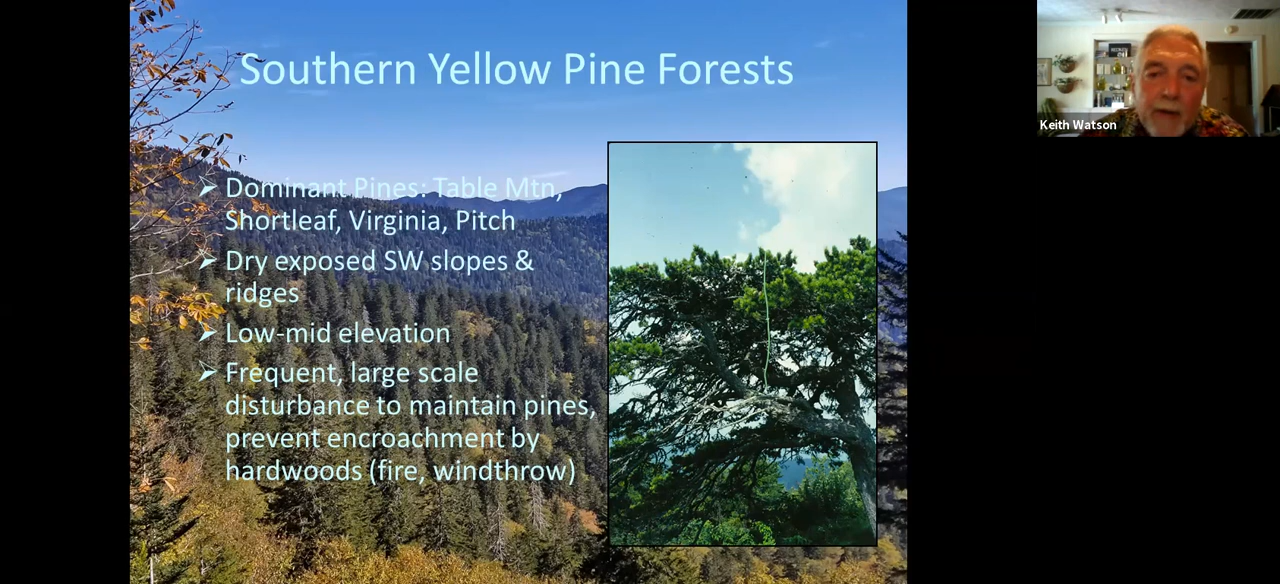 Southern Yellow Pine Forests
Dominant Pines: Table Mtn,
Shortleaf, Virginia, Pitch
Dry exposed SW slopes &
ridges
Low-mid elevation
Frequent, large scale
disturbance to maintain pines,
prevent encroachment by
hardwoods (fire, windthrow)
Keith Watson